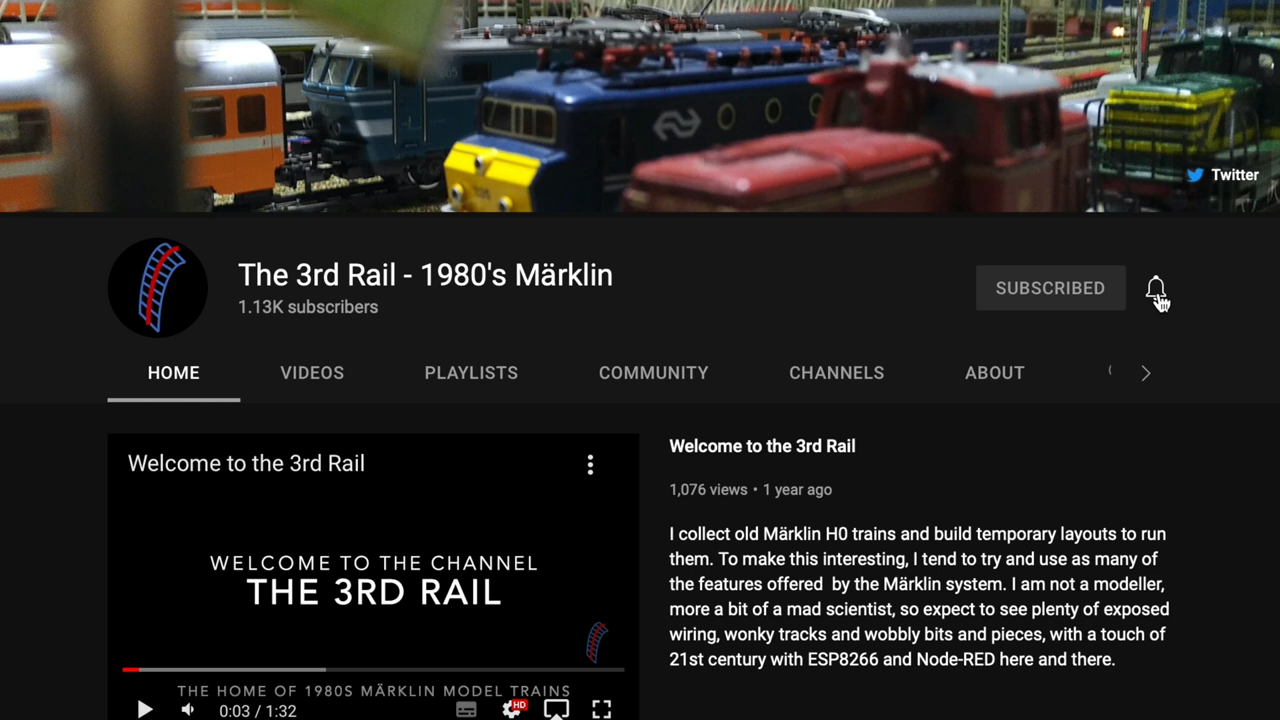 Twitter
The 3rd Rail - 1980's Märklin
1.13K subscribers
SUBSCRIBED
HOME VIDEOS PLAYLISTS COMMUNITY CHANNELS ABOUT
Welcome to the 3rd Rail
WELCOME TO THE CHANNEL
THE 3RD RAIL
THE HOME OF 1980S MÄRKLIN MODEL TRAINS
0:03 / 1:32
HD
Welcome to the 3rd Rail
1,076 views • 1 year ago
I collect old Märklin H0 trains and build temporary layouts to run
them. To make this interesting, I tend to try and use as many of
the features offered by the Märklin system. I am not a modeller,
more a bit of a mad scientist, so expect to see plenty of exposed
wiring, wonky tracks and wobbly bits and pieces, with a touch of
21st century with ESP8266 and Node-RED here and there.